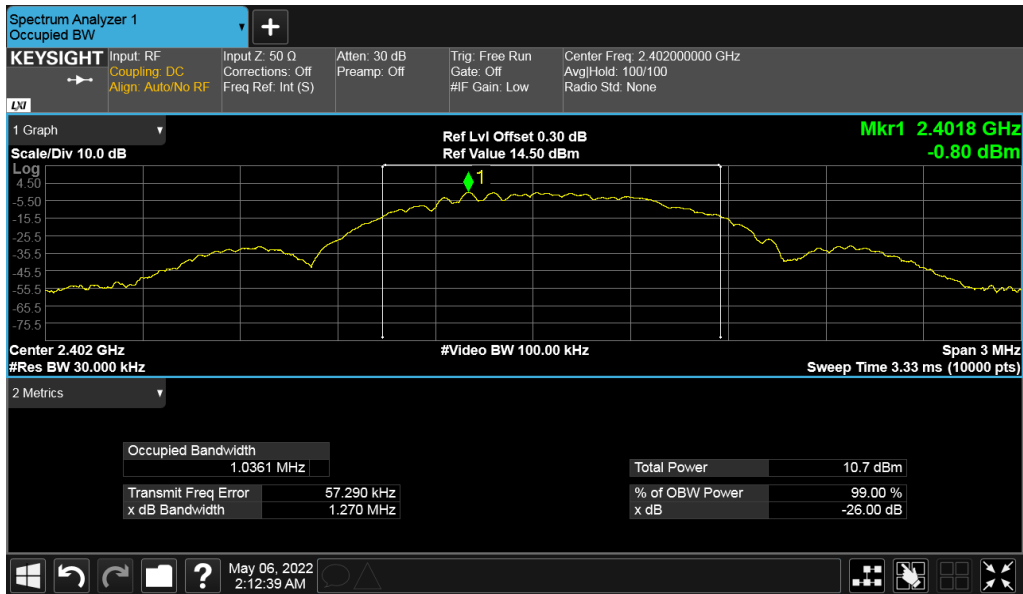 Spectrum Analyzer 1
Occupied BW
+
KEYSIGHT
Input: RF
Coupling: DC
Align: Auto/No RF
Input Z: 50 Ω
Corrections: Off
Freq Ref: Int (S)
Atten: 30 dB
Preamp: Off
Trig: Free Run
Gate: Off
#IF Gain: Low
Center Freq: 2.402000000 GHz
Avg|Hold: 100/100
Radio Std: None
LXI
1 Graph
Scale/Div 10.0 dB
Ref Lvl Offset 0.30 dB
Ref Value 14.50 dBm
Mkr1 2.4018 GHz
-0.80 dBm
Log
4.50
-5.50
-15.5
-25.5
-35.5
-45.5
-55.5
-65.5
-75.5
1
Center 2.402 GHz
#Res BW 30.000 kHz
#Video BW 100.00 kHz
Span 3 MHz
Sweep Time 3.33 ms (10000 pts)
2 Metrics
Occupied Bandwidth
1.0361 MHz
Transmit Freq Error 57.290 kHz
x dB Bandwidth 1.270 MHz
Total Power 10.7 dBm
% of OBW Power 99.00 %
x dB -26.00 dB
?
May 06, 2022
2:12:39 AM